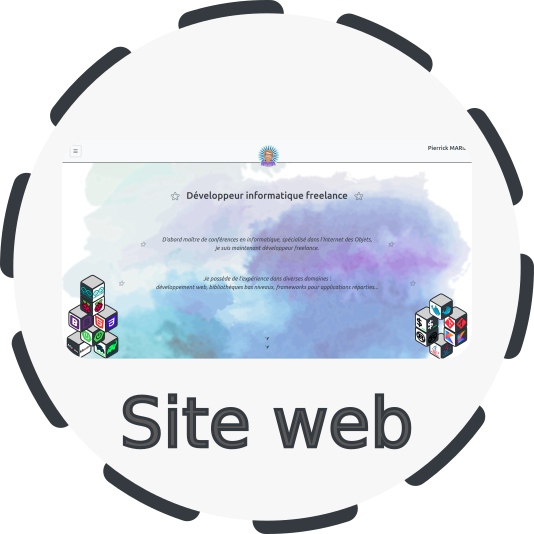 Pierrick
Développeur informatique freelance
D'abord maître de conférences en informatique, spécialisé dans l'Internet des Objets,
je suis maintenant développeur freelance.
Je possède de l'expérience dans diverses domaines :
développement web, bibliothèques bas niveaux, frameworks pour applications réparties...
Site web